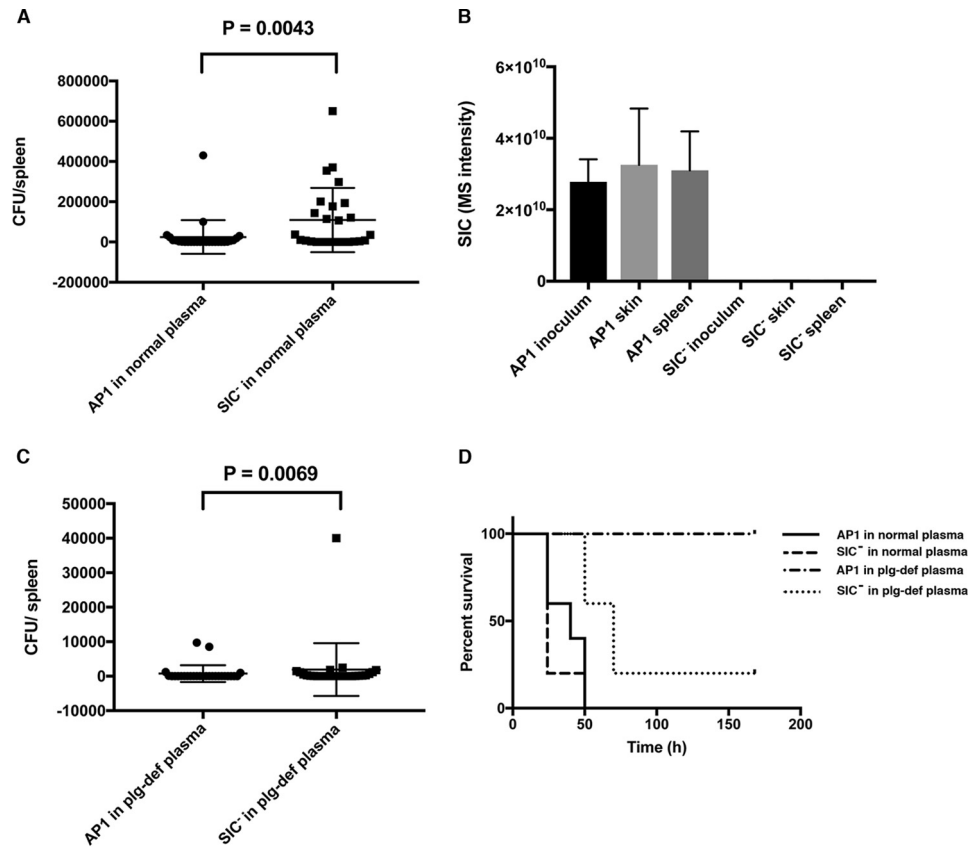 A
P = 0.0043
CFU/spleen
800000
600000
400000
200000
0
-200000
AP1 in normal plasma
SIC⁻ in normal plasma
B
SIC (MS intensity)
6×10¹⁰
4×10¹⁰
2×10¹⁰
0
AP1 inoculum
AP1 skin
AP1 spleen
SIC⁻ inoculum
SIC⁻ skin
SIC⁻ spleen
C
P = 0.0069
CFU/ spleen
50000
40000
30000
20000
10000
0
-10000
AP1 in plg-def plasma
SIC⁻ in plg-def plasma
D
Percent survival
100
50
0
0 50 100 150 200
Time (h)
AP1 in normal plasma
SIC⁻ in normal plasma
AP1 in plg-def plasma
SIC⁻ in plg-def plasma